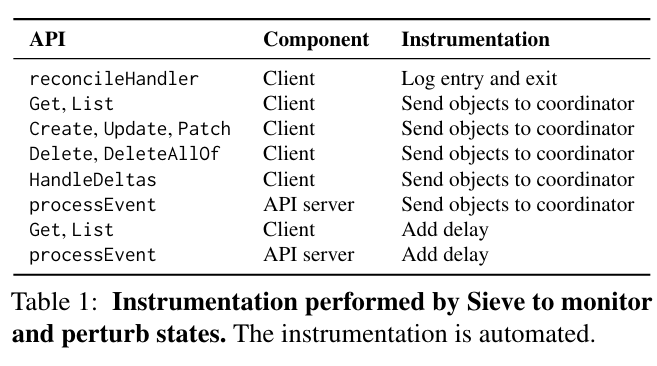 API Component Instrumentation
reconcileHandler Client Log entry and exit
Get, List Client Send objects to coordinator
Create, Update, Patch Client Send objects to coordinator
Delete, DeleteAllOf Client Send objects to coordinator
HandleDeltas Client Send objects to coordinator
processEvent API server Send objects to coordinator
Get, List Client Add delay
processEvent API server Add delay
Table 1: Instrumentation performed by Sieve to monitor
and perturb states. The instrumentation is automated.